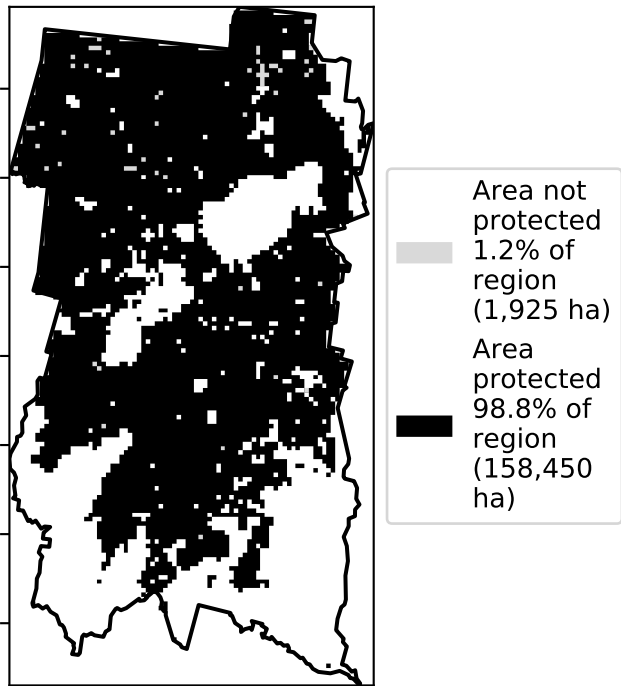 Area not
protected
1.2% of
region
(1,925 ha)
Area
protected
98.8% of
region
(158,450
ha)